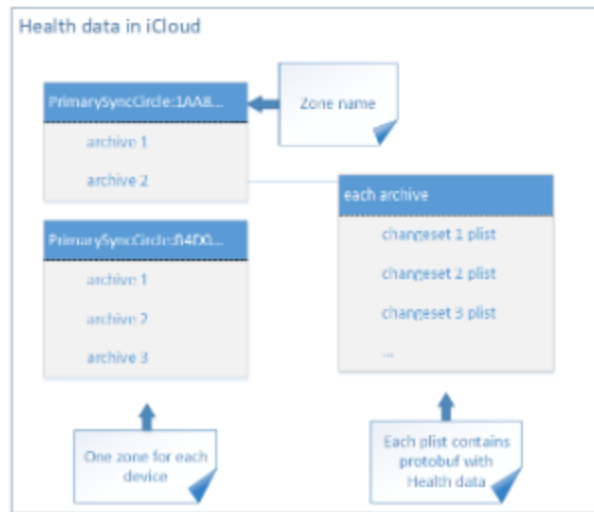 Health data in iCloud
PrimarySyncCircle:1AA8...
archive 1
archive 2
Zone name
each archive
changeset 1 plist
changeset 2 plist
changeset 3 plist
...
PrimarySyncCircle:B4D0...
archive 1
archive 2
archive 3
One zone for each
device
Each plist contains
protobuf with
Health data